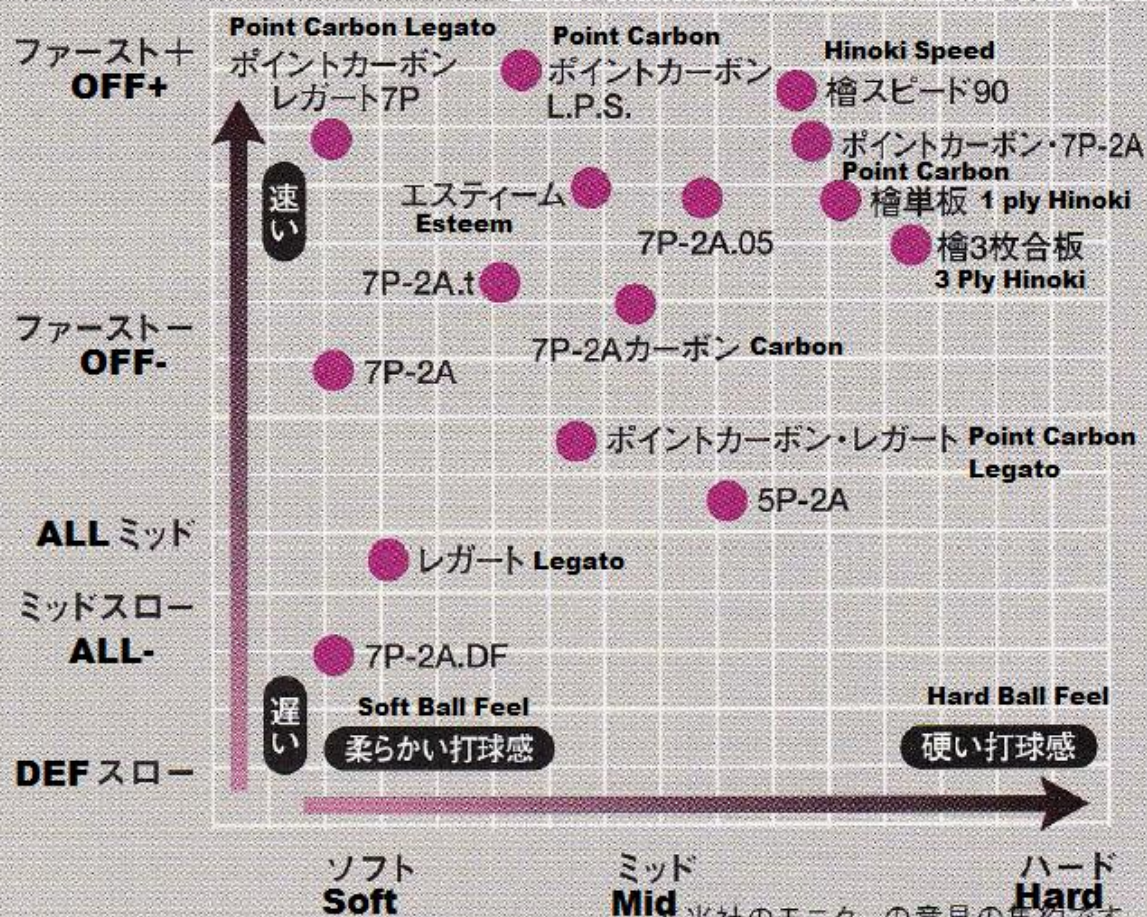 Point Carbon Legato
ポイントカーボン
レガート7P
Point Carbon
ポイントカーボン
L.P.S.
Hinoki Speed
檜スピード90
ファースト＋
OFF+
ポイントカーボン・7P-2A
Point Carbon
速い
エスティーム
Esteem
7P-2A.05
檜単板 1 ply Hinoki
檜3枚合板
3 Ply Hinoki
7P-2A.t
7P-2Aカーボン Carbon
ファーストー
OFF-
7P-2A
ポイントカーボン・レガート Point Carbon
Legato
5P-2A
ALL ミッド
レガート Legato
ミッドスロー
ALL-
7P-2A.DF
遅い
Soft Ball Feel
柔らかい打球感
Hard Ball Feel
硬い打球感
DEF スロー
ソフト
Soft
ミッド
Mid
ハード
Hard